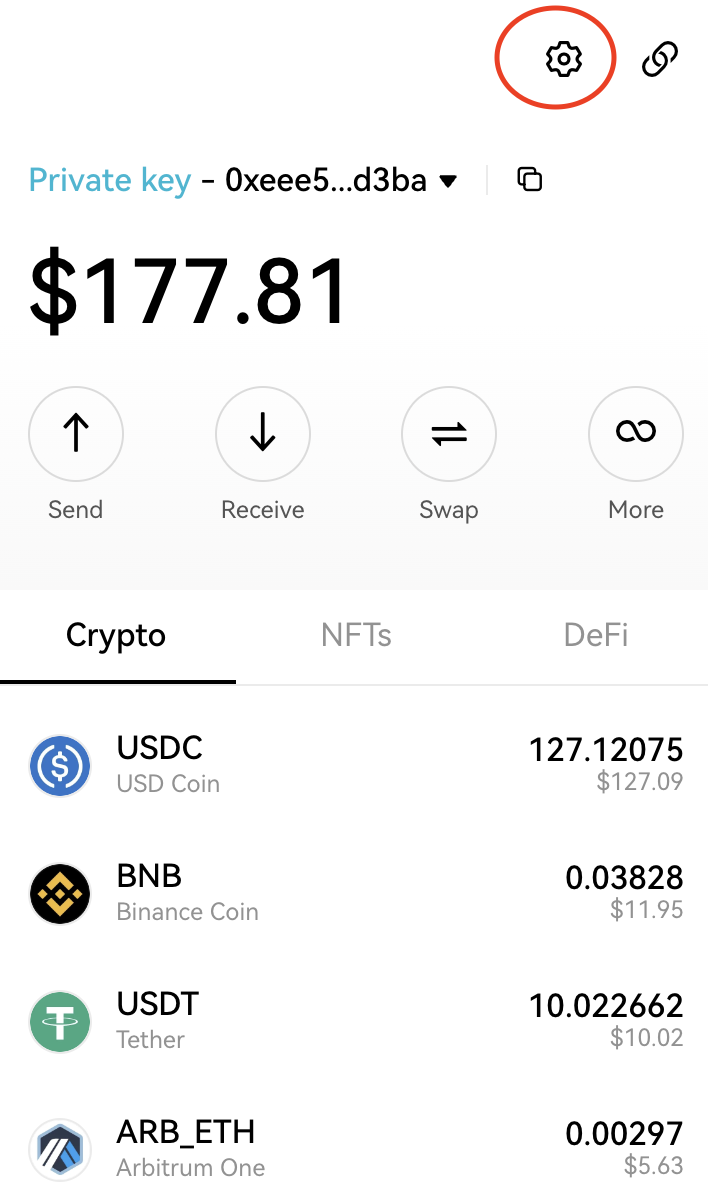 Private key - 0xeee5...d3ba
$177.81
Send Receive Swap More
Crypto NFTs DeFi
USDC 127.12075
USD Coin $127.09
BNB 0.03828
Binance Coin $11.95
USDT 10.022662
Tether $10.02
ARB_ETH 0.00297
Arbitrum One $5.63